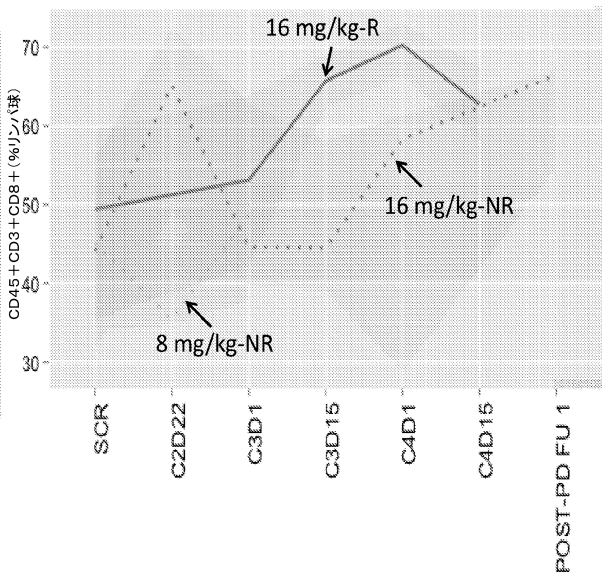 16 mg/kg-R
70
60
50
40
30
CD45+CD3+CD8+(%リンパ球)
16 mg/kg-NR
8 mg/kg-NR
SCR
C2D22
C3D1
C3D15
C4D1
C4D15
POST-PD FU 1